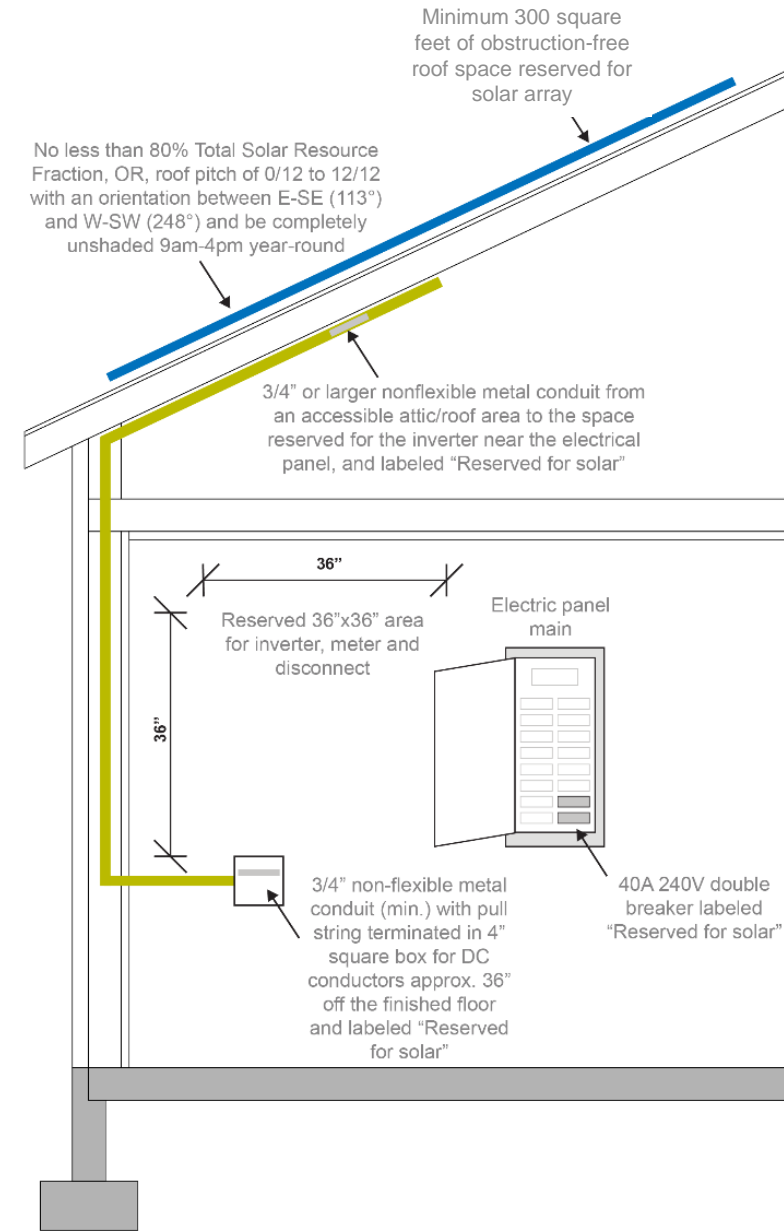 Minimum 300 square
feet of obstruction-free
roof space reserved for
solar array
No less than 80% Total Solar Resource
Fraction, OR, roof pitch of 0/12 to 12/12
with an orientation between E-SE (113°)
and W-SW (248°) and be completely
unshaded 9am-4pm year-round
3/4” or larger nonflexible metal conduit from
an accessible attic/roof area to the space
reserved for the inverter near the electrical
panel, and labeled “Reserved for solar”
36”
Reserved 36”x36” area
for inverter, meter and
disconnect
Electric panel
main
36”
3/4” non-flexible metal
conduit (min.) with pull
string terminated in 4”
square box for DC
conductors approx. 36”
off the finished floor
and labeled “Reserved
for solar”
40A 240V double
breaker labeled
“Reserved for solar”